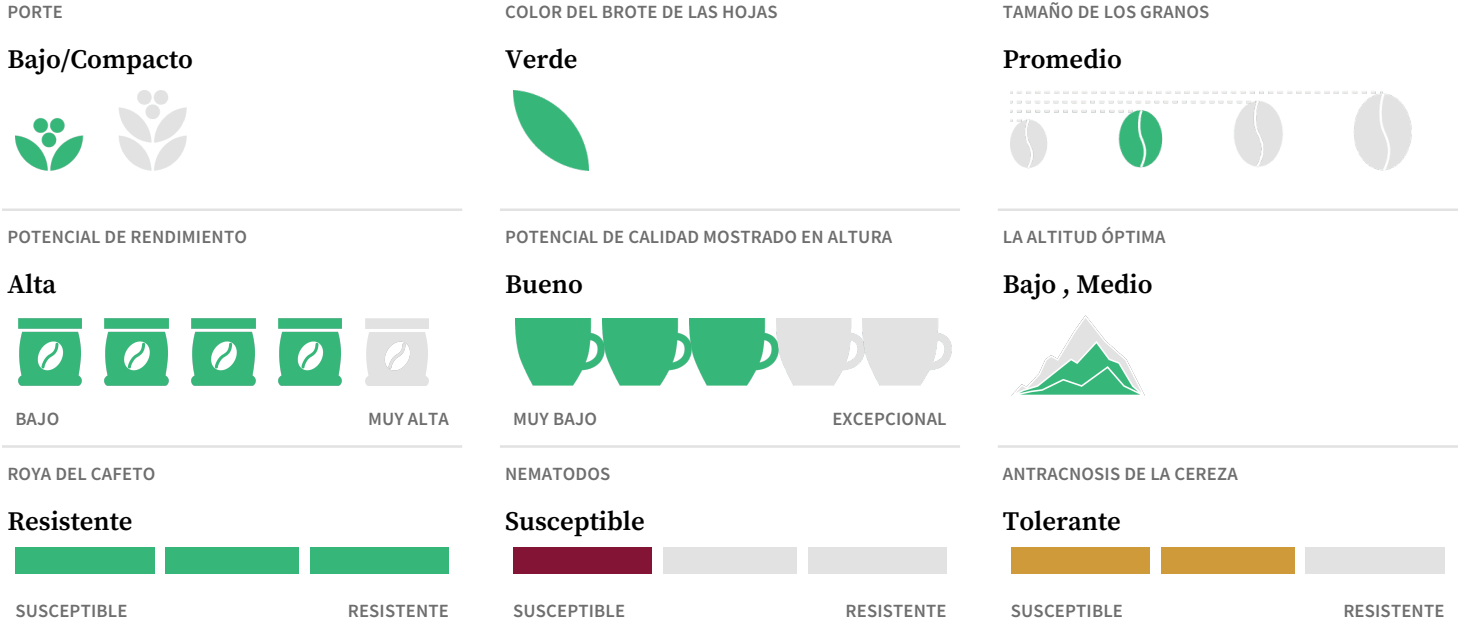 PORTE
Bajo/Compacto
COLOR DEL BROTE DE LAS HOJAS
Verde
TAMAÑO DE LOS GRANOS
Promedio
POTENCIAL DE RENDIMIENTO
Alta
BAJO
MUY ALTA
POTENCIAL DE CALIDAD MOSTRADO EN ALTURA
Bueno
MUY BAJO
EXCEPCIONAL
LA ALTITUD ÓPTIMA
Bajo , Medio
ROYA DEL CAFETO
Resistente
SUSCEPTIBLE
RESISTENTE
NEMATODOS
Susceptible
SUSCEPTIBLE
RESISTENTE
ANTRACNOSIS DE LA CEREZA
Tolerante
SUSCEPTIBLE
RESISTENTE